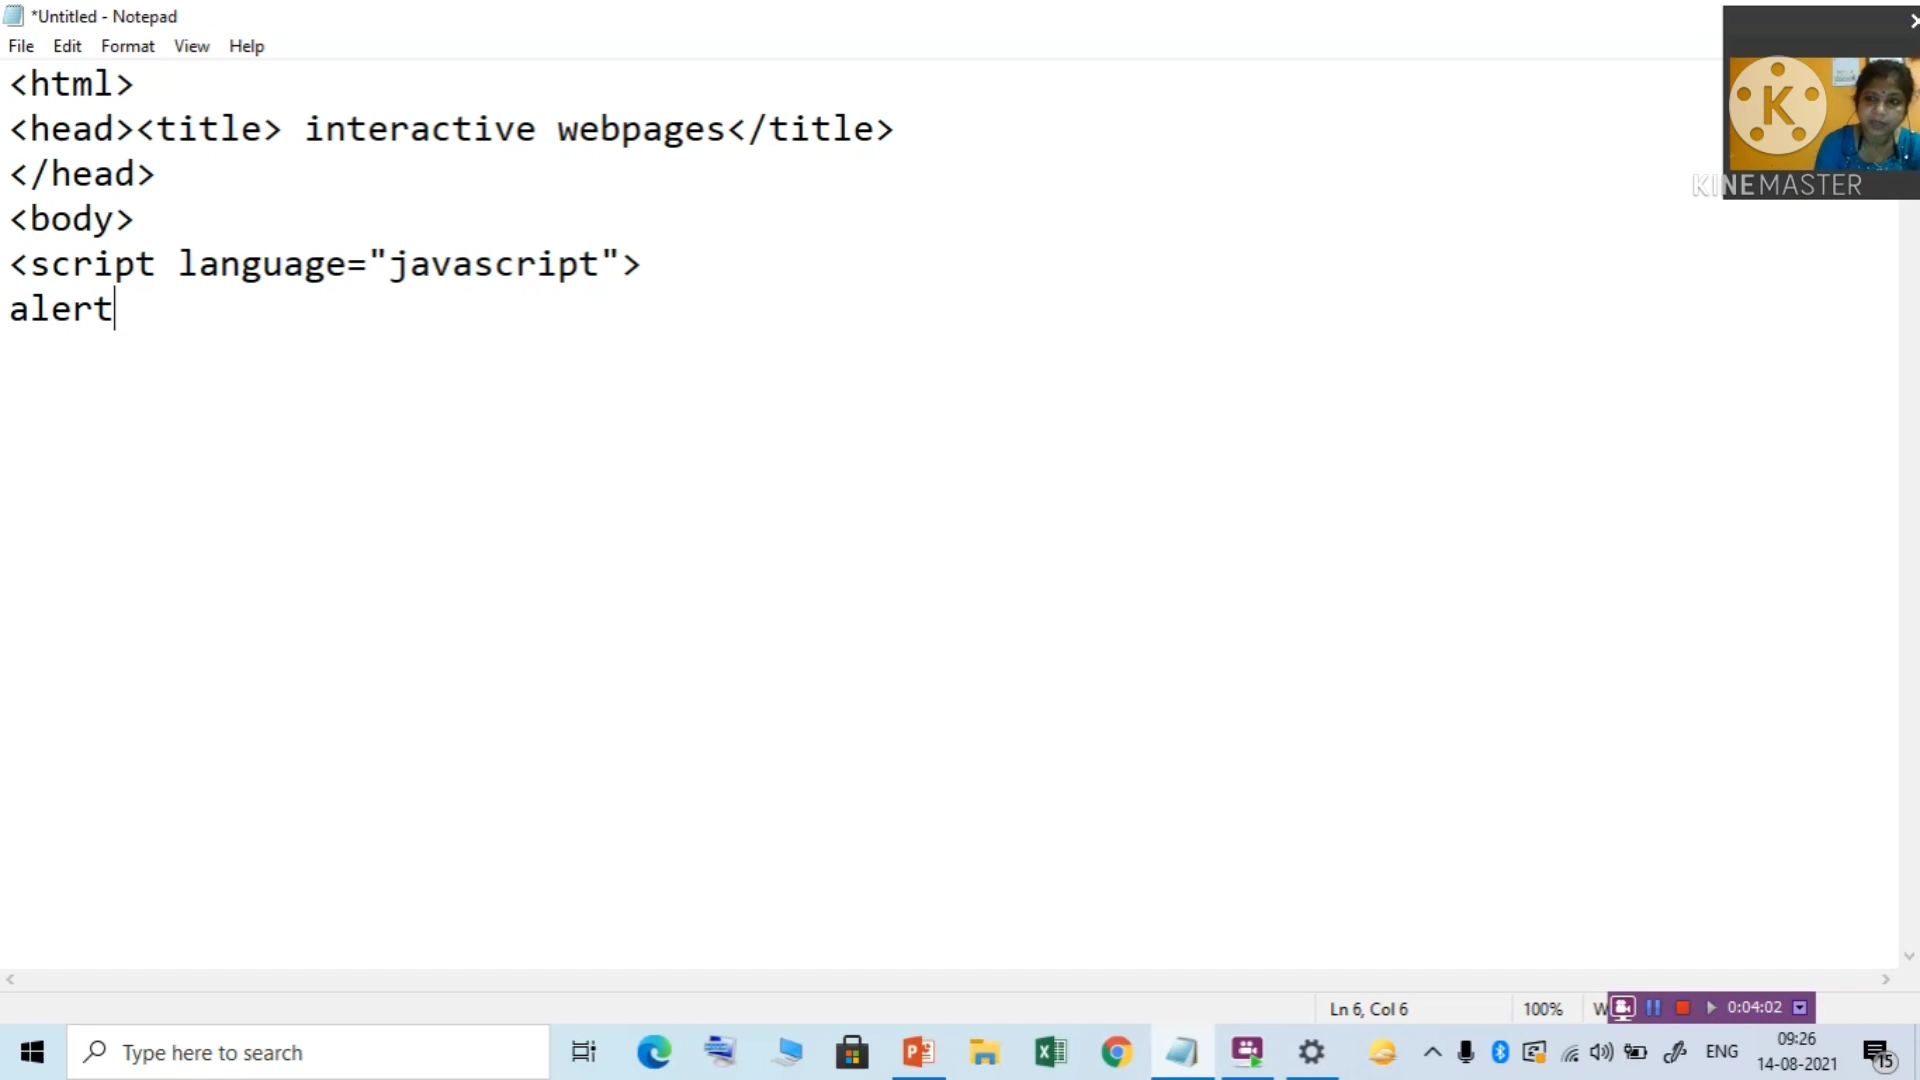 *Untitled - Notepad
File Edit Format View Help
<html>
<head><title> interactive webpages</title>
</head>
<body>
<script language="javascript">
alert
K
KINEMASTER
Ln 6, Col 6
100%
W
0:04:02
Type here to search
ENG
09:26
14-08-2021
15